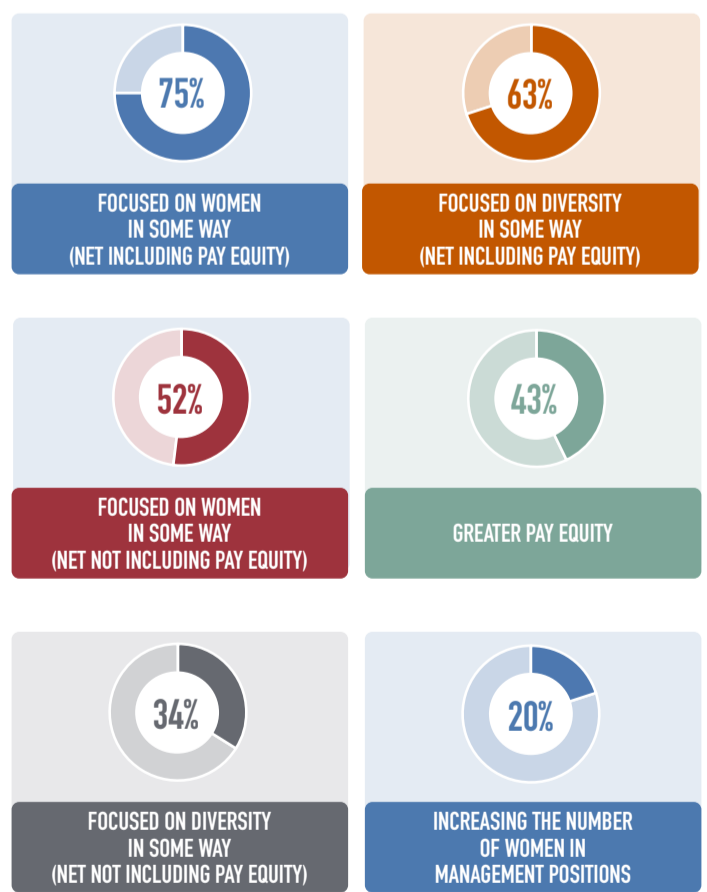 75%
FOCUSED ON WOMEN
IN SOME WAY
(NET INCLUDING PAY EQUITY)
63%
FOCUSED ON DIVERSITY
IN SOME WAY
(NET INCLUDING PAY EQUITY)
52%
FOCUSED ON WOMEN
IN SOME WAY
(NET NOT INCLUDING PAY EQUITY)
43%
GREATER PAY EQUITY
34%
FOCUSED ON DIVERSITY
IN SOME WAY
(NET NOT INCLUDING PAY EQUITY)
20%
INCREASING THE NUMBER
OF WOMEN IN
MANAGEMENT POSITIONS